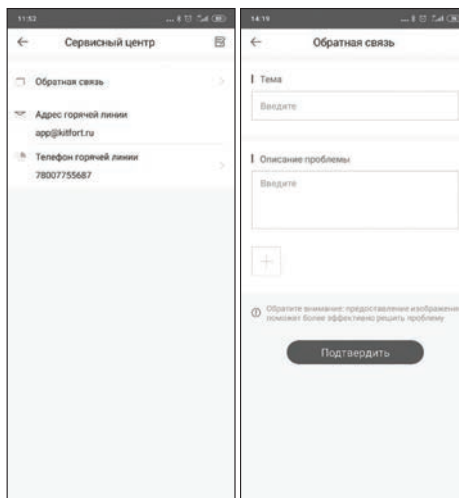 11:52
Сервисный центр
Обратная связь
Адрес горячей линии
app@kitfort.ru
Телефон горячей линии
78007755687
14:19
Обратная связь
Тема
Введите
Описание проблемы
Введите
Обратите внимание: предоставление изображения
поможет более эффективно решить проблему
Подтвердить